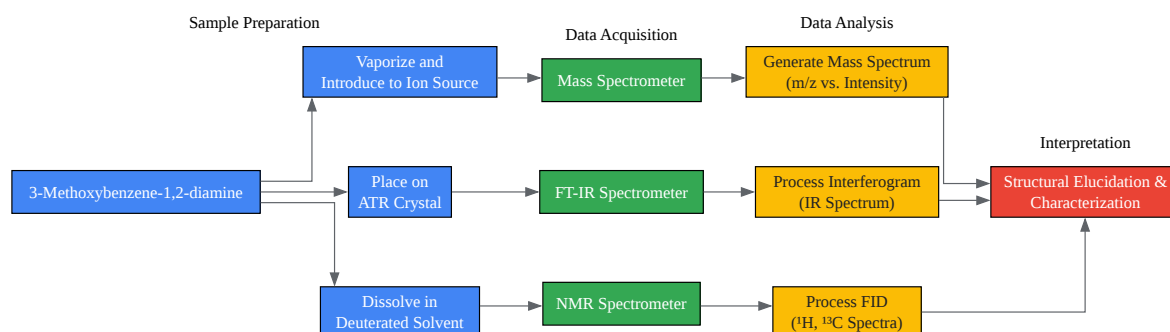 Sample Preparation
Data Acquisition
Data Analysis
Vaporize and
Introduce to Ion Source
Mass Spectrometer
Generate Mass Spectrum
(m/z vs. Intensity)
Interpretation
3-Methoxybenzene-1,2-diamine
Place on
ATR Crystal
FT-IR Spectrometer
Process Interferogram
(IR Spectrum)
Structural Elucidation &
Characterization
Dissolve in
Deuterated Solvent
NMR Spectrometer
Process FID
(¹H, ¹³C Spectra)